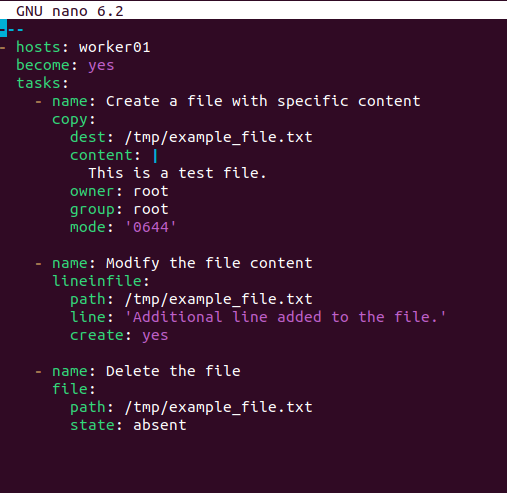 GNU nano 6.2
---
- hosts: worker01
  become: yes
  tasks:
    - name: Create a file with specific content
      copy:
        dest: /tmp/example_file.txt
        content: |
          This is a test file.
        owner: root
        group: root
        mode: '0644'

    - name: Modify the file content
      lineinfile:
        path: /tmp/example_file.txt
        line: 'Additional line added to the file.'
        create: yes

    - name: Delete the file
      file:
        path: /tmp/example_file.txt
        state: absent